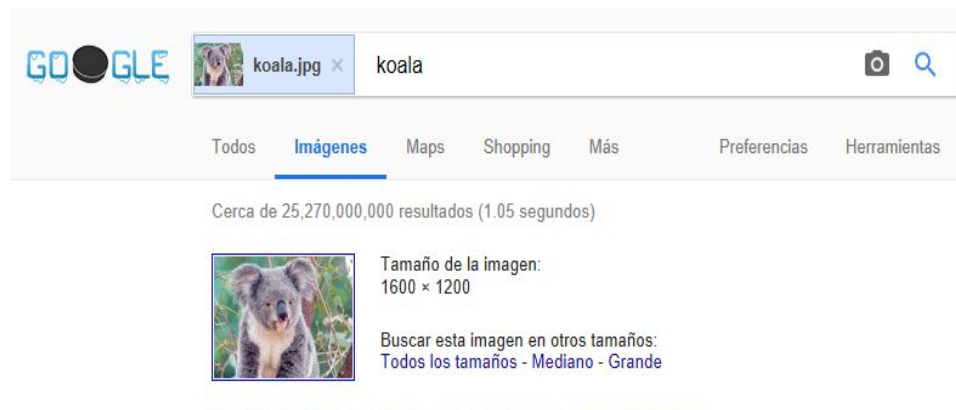 GOOGLE
koala.jpg × koala
Todos Imágenes Maps Shopping Más Preferencias Herramientas
Cerca de 25,270,000,000 resultados (1.05 segundos)
Tamaño de la imagen:
1600 × 1200
Buscar esta imagen en otros tamaños:
Todos los tamaños - Mediano - Grande